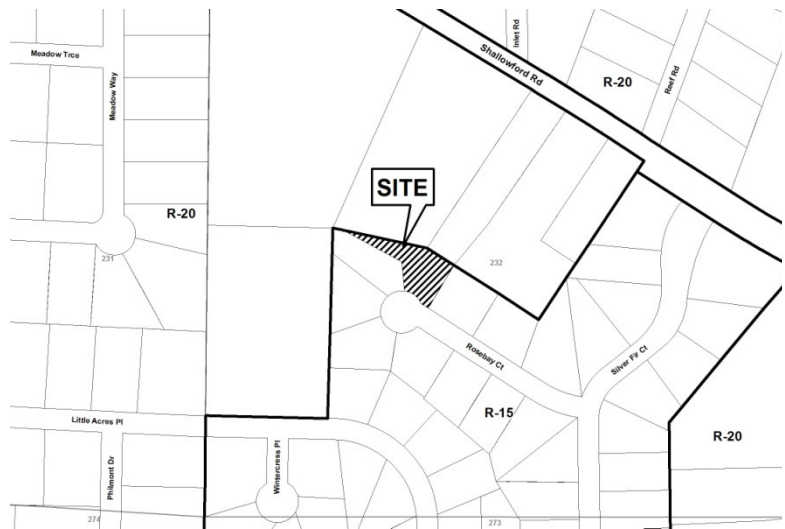 Meadow Trce
Meadow Way
Inlet Rd
Shallowford Rd
R-20
Reef Rd
SITE
R-20
231
232
Rosebay Ct
Silver Fir Ct
R-15
Little Acres Pl
R-20
Philmont Dr
Wintercress Pl
274
273